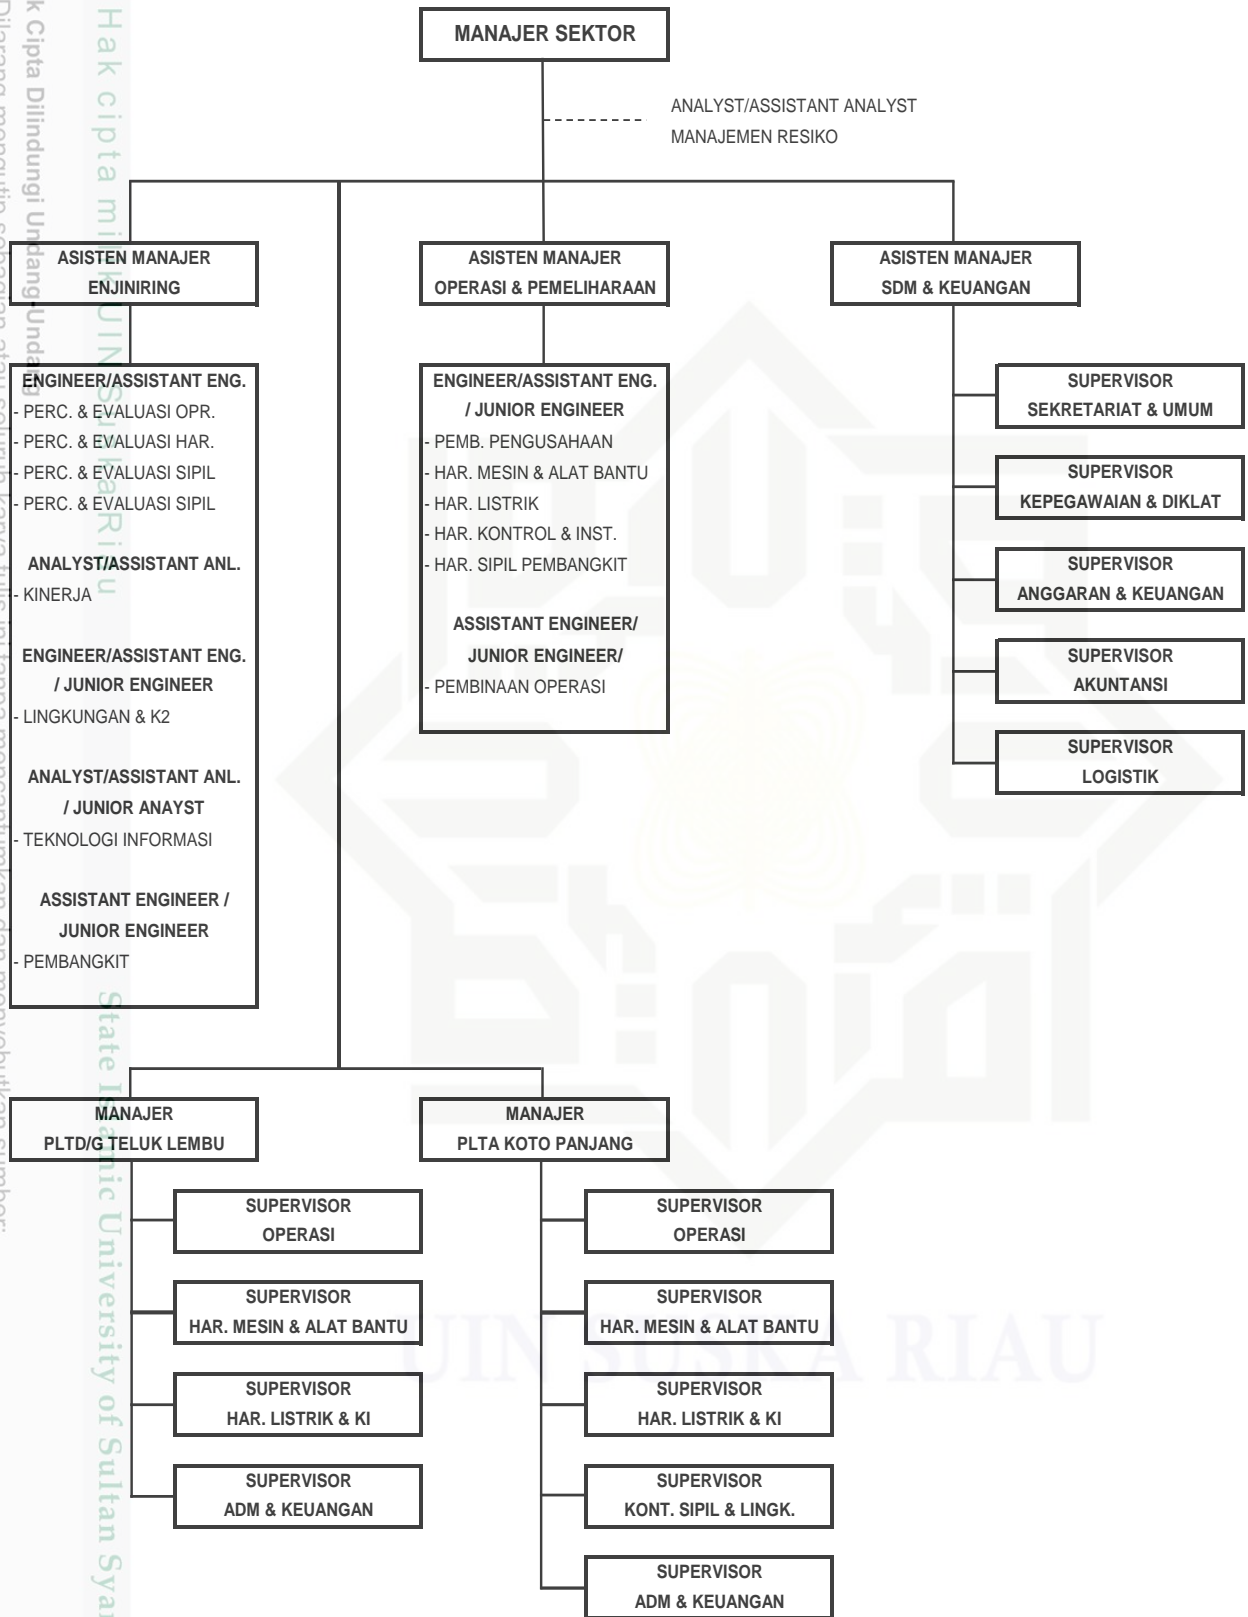 MANAJER SEKTOR
ANALYST/ASSISTANT ANALYST
MANAJEMEN RESIKO
ASISTEN MANAJER
ENJINIRING
ASISTEN MANAJER
OPERASI & PEMELIHARAAN
ASISTEN MANAJER
SDM & KEUANGAN
ENGINEER/ASSISTANT ENG.
- PERC. & EVALUASI OPR.
- PERC. & EVALUASI HAR.
- PERC. & EVALUASI SIPIL
- PERC. & EVALUASI SIPIL
ANALYST/ASSISTANT ANL.
- KINERJA
ENGINEER/ASSISTANT ENG.
/ JUNIOR ENGINEER
- LINGKUNGAN & K2
ANALYST/ASSISTANT ANL.
/ JUNIOR ANAYST
- TEKNOLOGI INFORMASI
ASSISTANT ENGINEER /
JUNIOR ENGINEER
- PEMBANGKIT
ENGINEER/ASSISTANT ENG.
/ JUNIOR ENGINEER
- PEMB. PENGUSAHAAN
- HAR. MESIN & ALAT BANTU
- HAR. LISTRIK
- HAR. KONTROL & INST.
- HAR. SIPIL PEMBANGKIT
ASSISTANT ENGINEER/
JUNIOR ENGINEER/
- PEMBINAAN OPERASI
SUPERVISOR
SEKRETARIAT & UMUM
SUPERVISOR
KEPEGAWAIAN & DIKLAT
SUPERVISOR
ANGGARAN & KEUANGAN
SUPERVISOR
AKUNTANSI
SUPERVISOR
LOGISTIK
MANAJER
PLTD/G TELUK LEMBU
SUPERVISOR
OPERASI
SUPERVISOR
HAR. MESIN & ALAT BANTU
SUPERVISOR
HAR. LISTRIK & KI
SUPERVISOR
ADM & KEUANGAN
MANAJER
PLTA KOTO PANJANG
SUPERVISOR
OPERASI
SUPERVISOR
HAR. MESIN & ALAT BANTU
SUPERVISOR
HAR. LISTRIK & KI
SUPERVISOR
KONT. SIPIL & LINGK.
SUPERVISOR
ADM & KEUANGAN
UIN SUSKA RIAU
Hak cipta milik UIN Suska Riau
State Islamic University of Sultan
k Cipta Dilindungi Undang-Undang